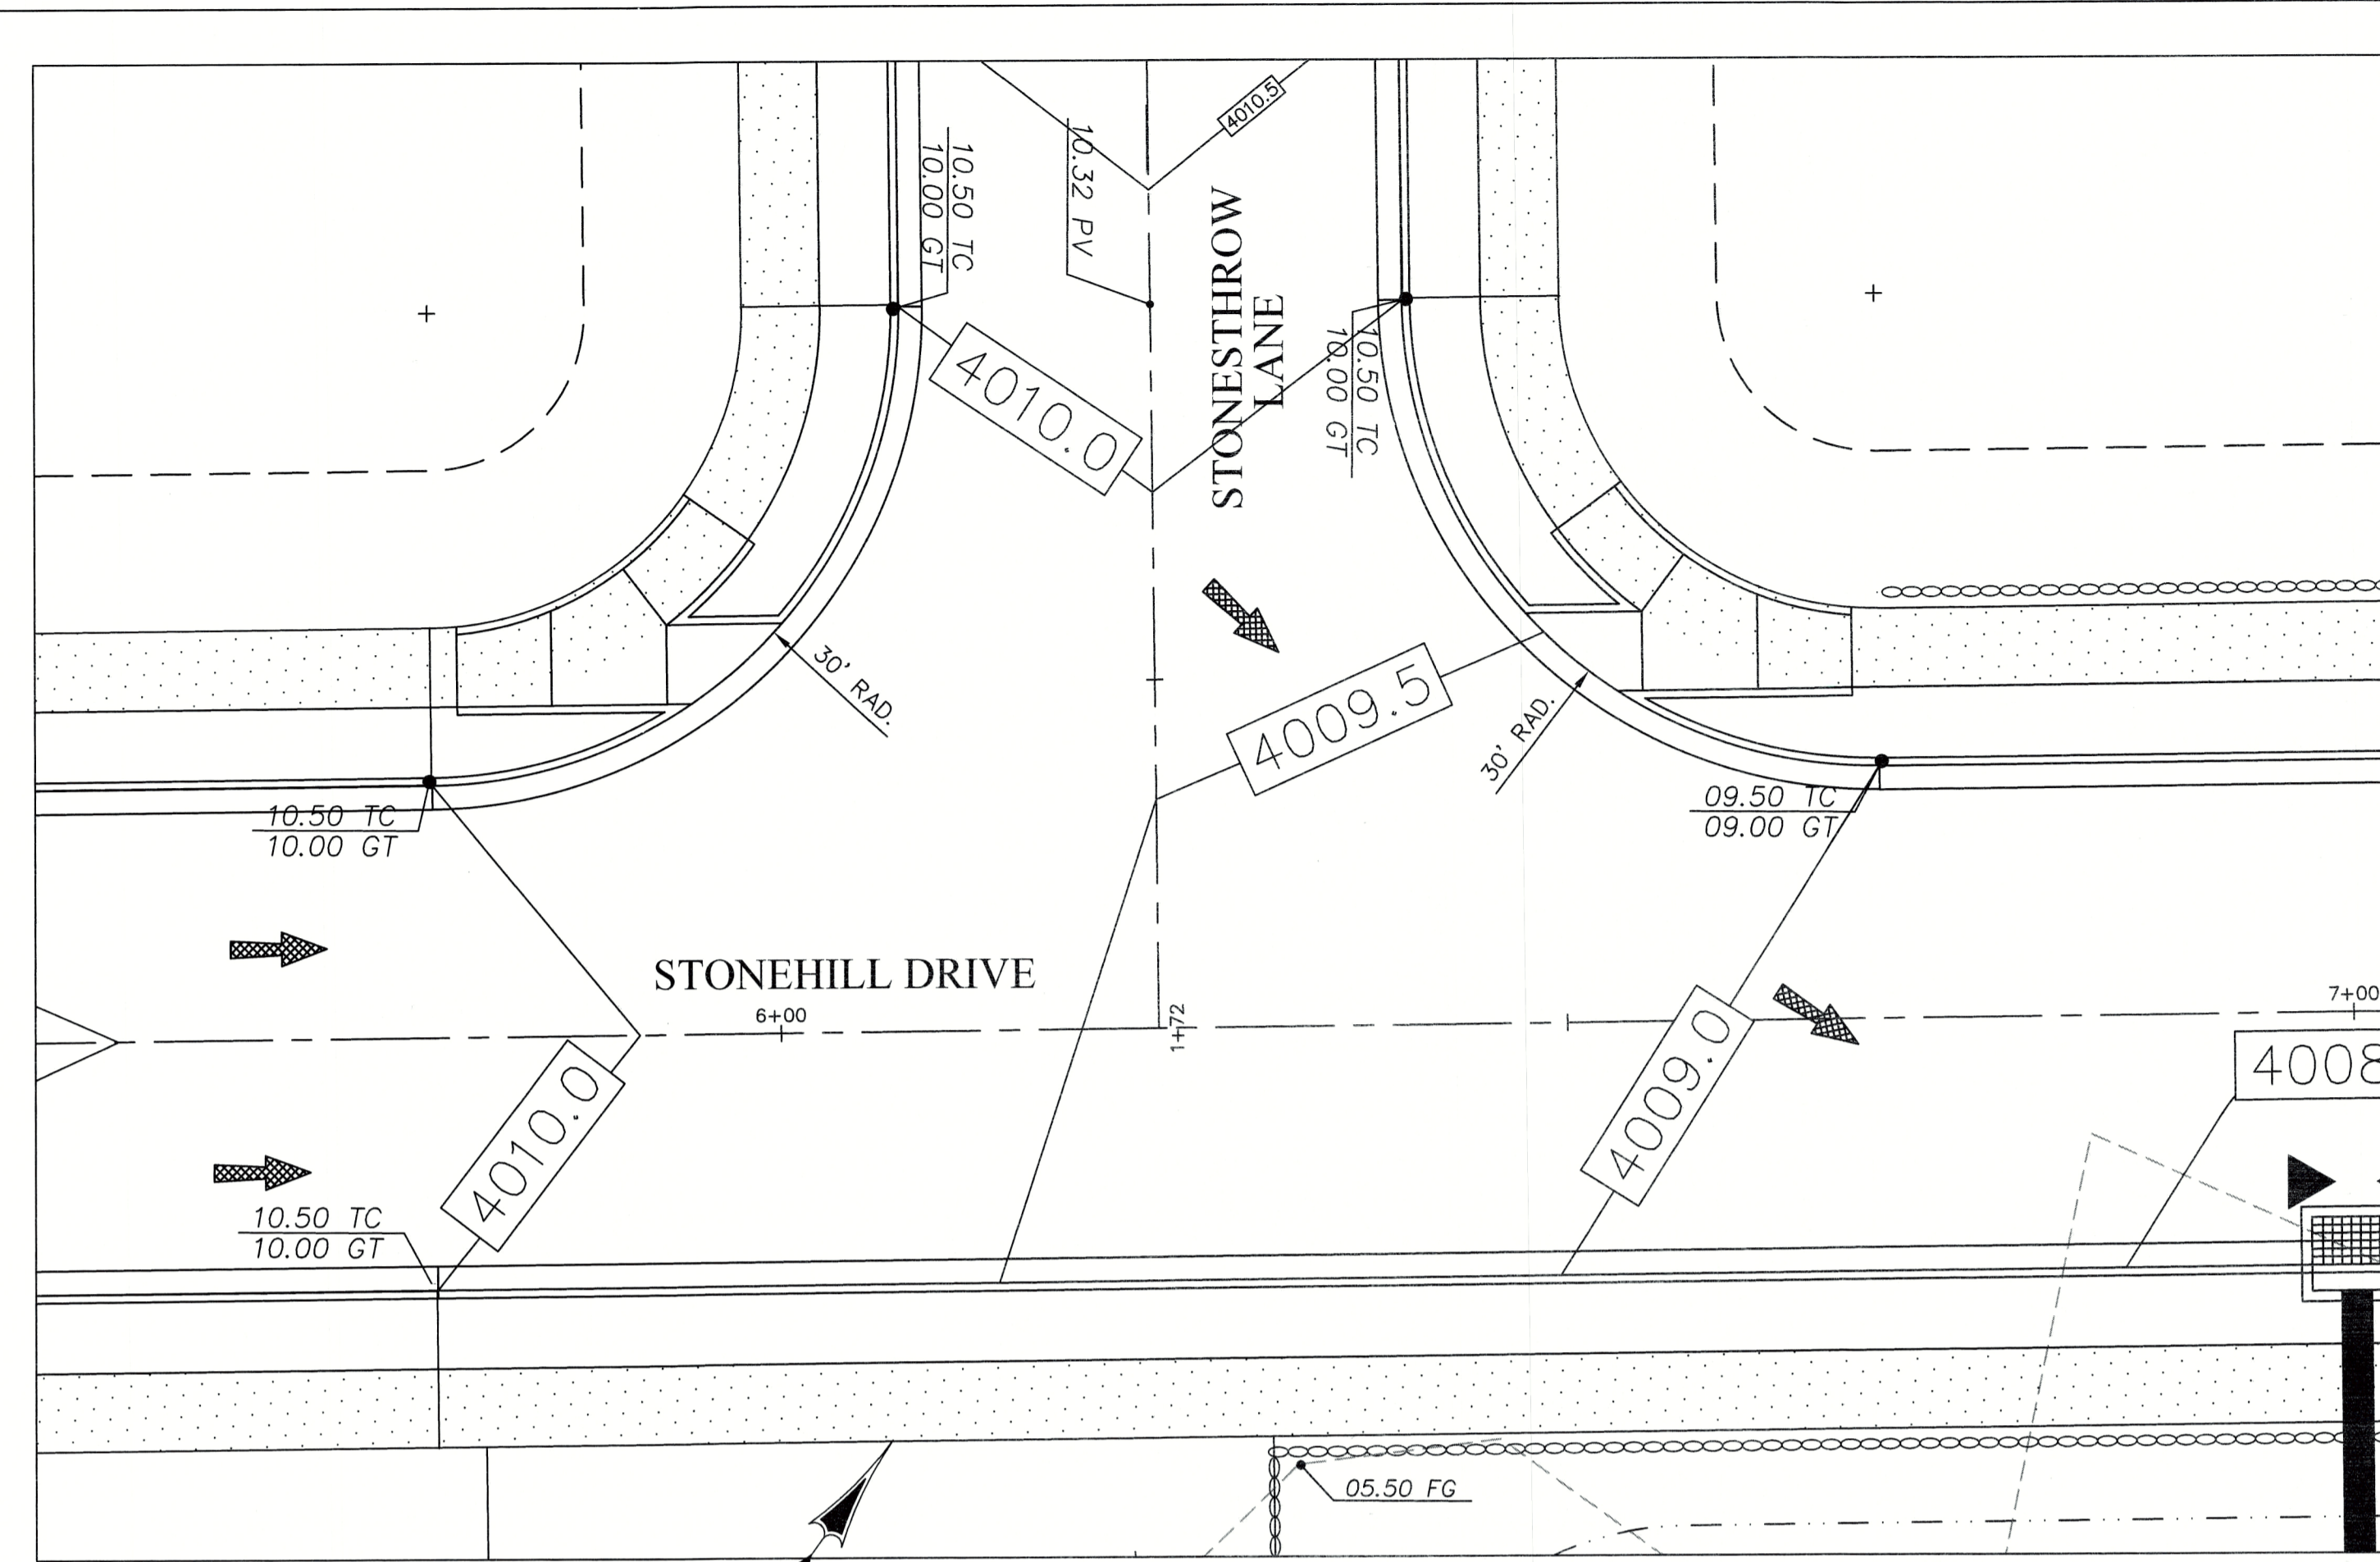 4010.5
10.50 TC
10.00 GT
10.32 PV
STONESTHROW
LANE
10.50 TC
10.00 GT
4010.0
30' RAD.
4009.5
30' RAD.
10.50 TC
10.00 GT
09.50 TC
09.00 GT
STONEHILL DRIVE
6+00
1+72
7+00
4010.0
4009.0
4008
10.50 TC
10.00 GT
05.50 FG